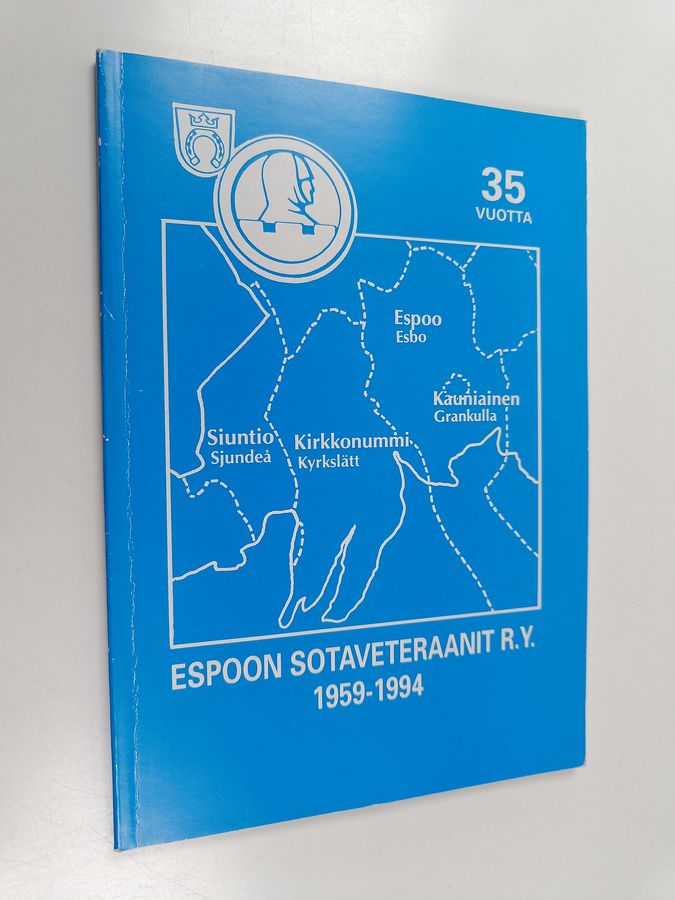 35
VUOTTA
Espoo
Esbo
Kauniainen
Grankulla
Siuntio
Sjundeå
Kirkkonummi
Kyrkslätt
ESPOON SOTAVETERAANIT R.Y.
1959-1994